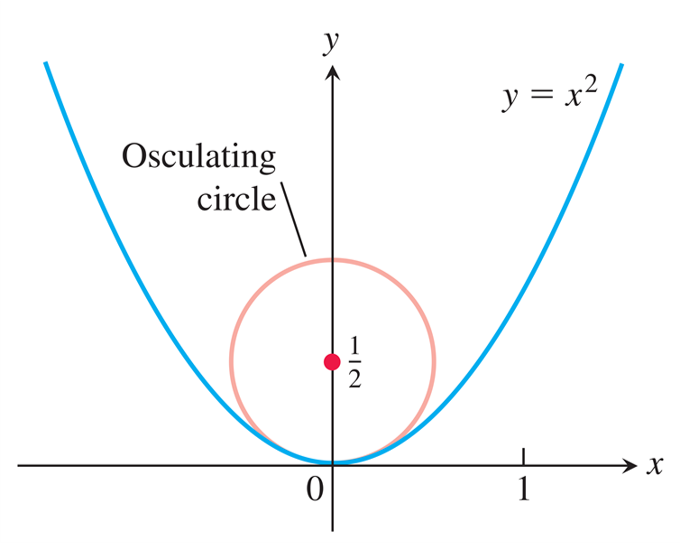 y
y = x²
Osculating
circle
1
2
x
0
1